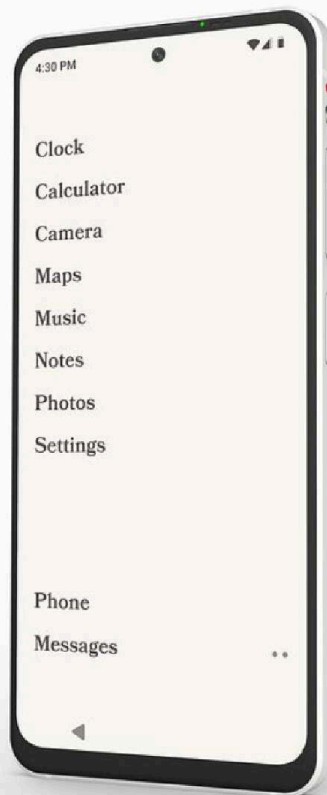 4:30 PM
Clock
Calculator
Camera
Maps
Music
Notes
Photos
Settings
Phone
Messages